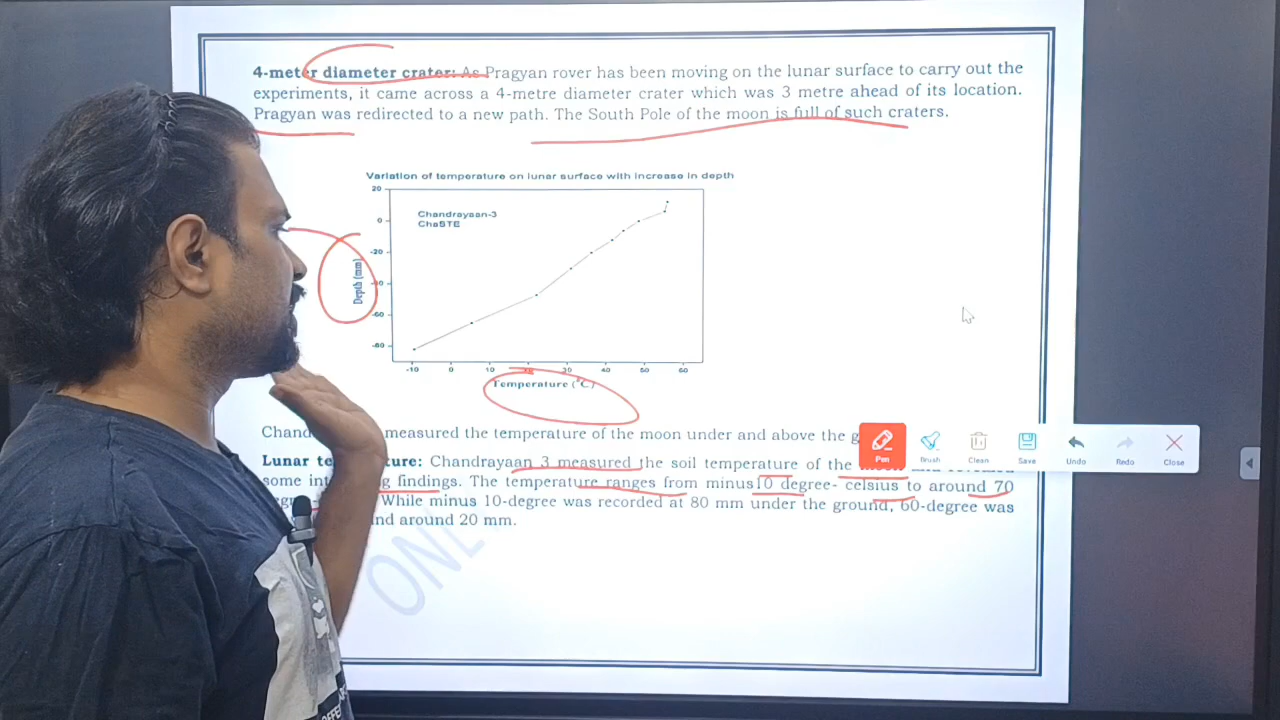 4-meter diameter crater: As Pragyan rover has been moving on the lunar surface to carry out the
experiments, it came across a 4-metre diameter crater which was 3 metre ahead of its location.
Pragyan was redirected to a new path. The South Pole of the moon is full of such craters.
Variation of temperature on lunar surface with increase in depth
20
Chandrayaan-3
0
ChaSTE
-20
Depth (mm)
-60
-80
-10 0 10 30 40 50 60
Temperature (°C)
measured the temperature of the moon under and above the
Pen Brush Clean Save Undo Redo Close
Lunar Chandrayaan 3 measured the soil temperature of the
some findings. The temperature ranges from minus 10 degree- celsius to around 70
While minus 10-degree was recorded at 80 mm under the ground, 60-degree was
around 20 mm.